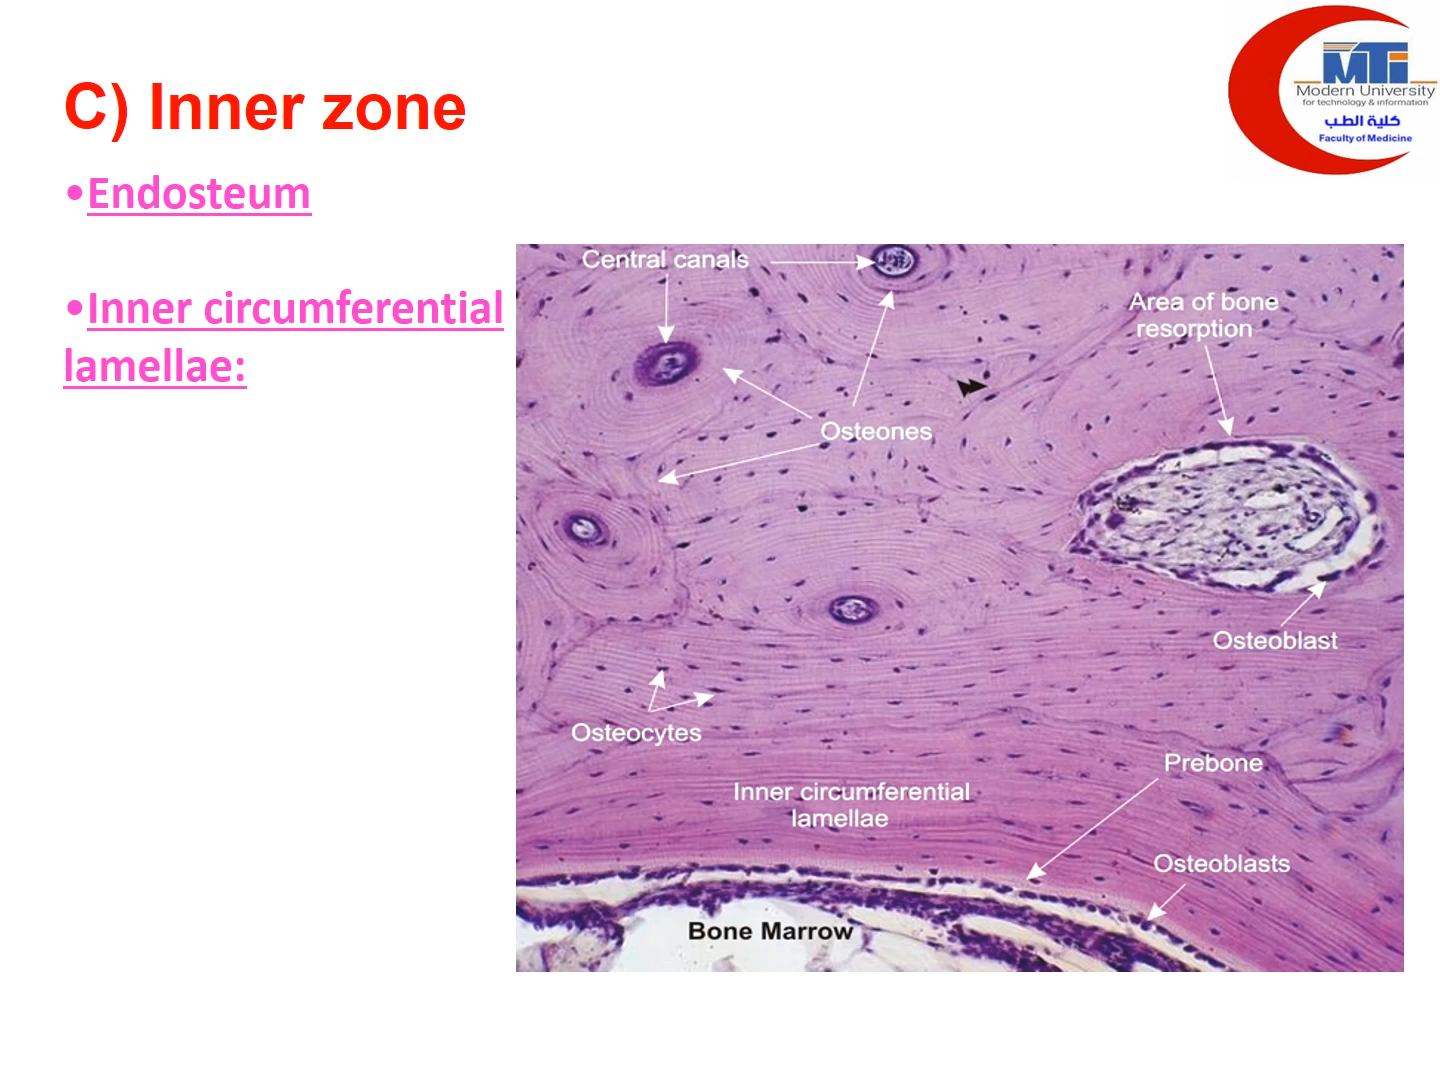 C) Inner zone
•Endosteum
•Inner circumferential
lamellae:
MTi
Modern University
for technology & information
كلية الطب
Faculty of Medicine
Central canals
Area of bone
resorption
Osteones
Osteoblast
Osteocytes
Prebone
Inner circumferential
lamellae
Osteoblasts
Bone Marrow